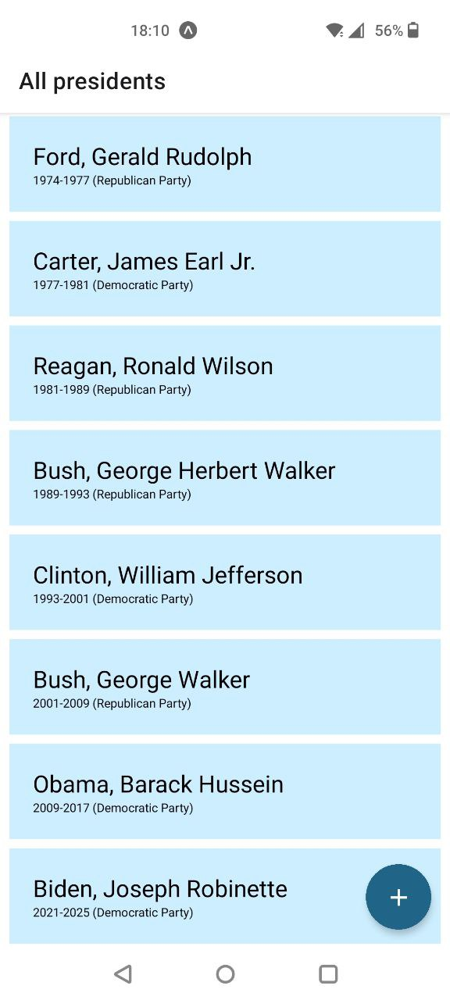 18:10
56%
All presidents
Ford, Gerald Rudolph
1974-1977 (Republican Party)
Carter, James Earl Jr.
1977-1981 (Democratic Party)
Reagan, Ronald Wilson
1981-1989 (Republican Party)
Bush, George Herbert Walker
1989-1993 (Republican Party)
Clinton, William Jefferson
1993-2001 (Democratic Party)
Bush, George Walker
2001-2009 (Republican Party)
Obama, Barack Hussein
2009-2017 (Democratic Party)
Biden, Joseph Robinette
2021-2025 (Democratic Party)
+